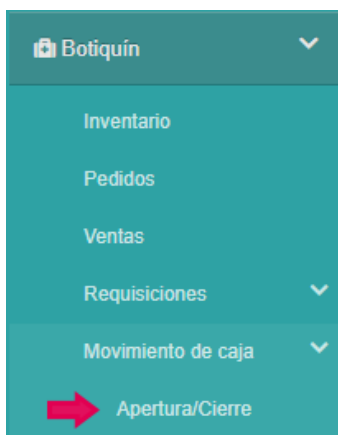 Botiquín
Inventario
Pedidos
Ventas
Requisiciones
Movimiento de caja
Apertura/Cierre